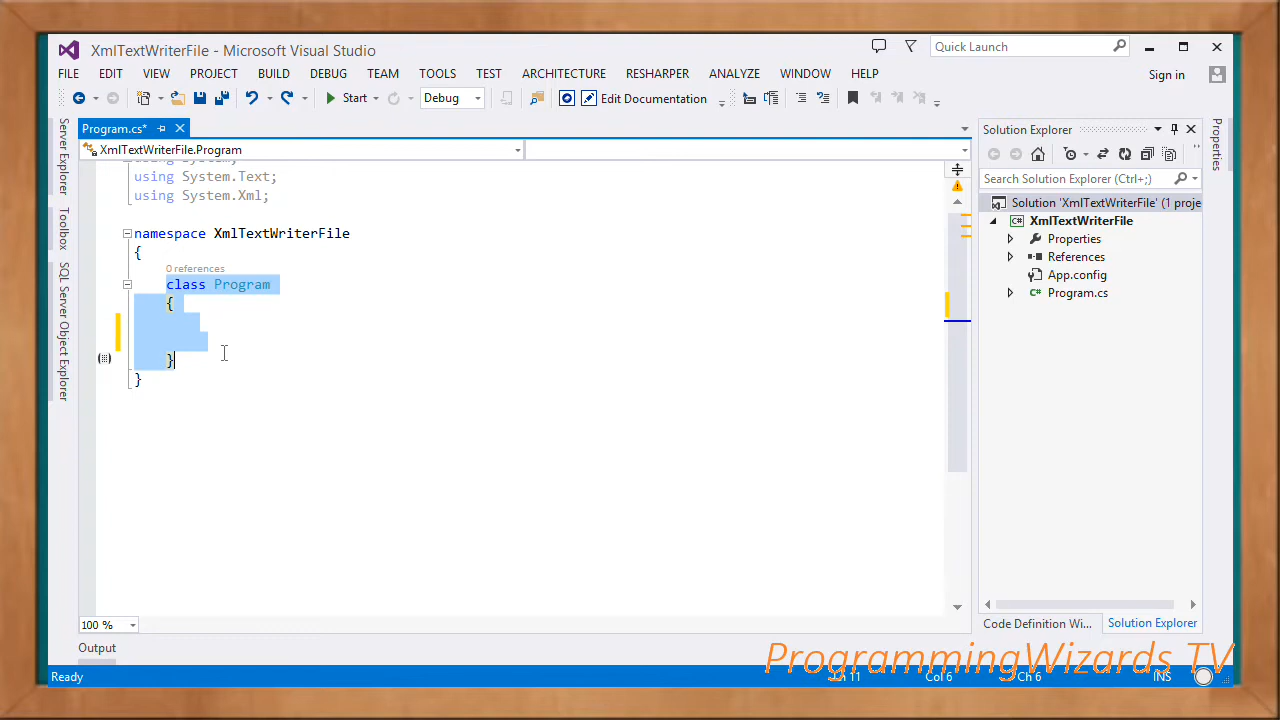 XmlTextWriterFile - Microsoft Visual Studio
Quick Launch
FILE EDIT VIEW PROJECT BUILD DEBUG TEAM TOOLS TEST ARCHITECTURE RESHARPER ANALYZE WINDOW HELP
Sign in
Start
Debug
Edit Documentation
Server Explorer
Toolbox
SQL Server Object Explorer
Program.cs*
XmlTextWriterFile.Program
using System;
using System.Text;
using System.Xml;
namespace XmlTextWriterFile
{
0 references
class Program
{
}
}
100 %
Output
Solution Explorer
Search Solution Explorer (Ctrl+;)
Solution 'XmlTextWriterFile' (1 proje
XmlTextWriterFile
Properties
References
App.config
C# Program.cs
Code Definition Wi...
Solution Explorer
Properties
ProgrammingWizards TV
Ready
Ln 11
Col 6
Ch 6
INS